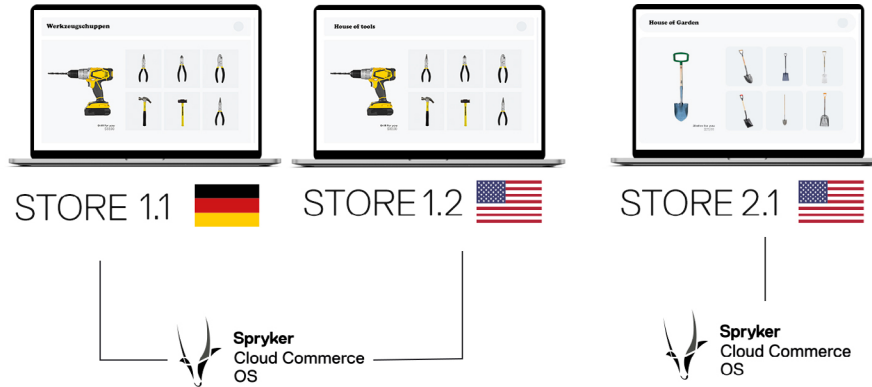 Werkzeugschuppen
House of tools
House of Garden
STORE 1.1
STORE 1.2
STORE 2.1
Spryker
Cloud Commerce
OS
Spryker
Cloud Commerce
OS